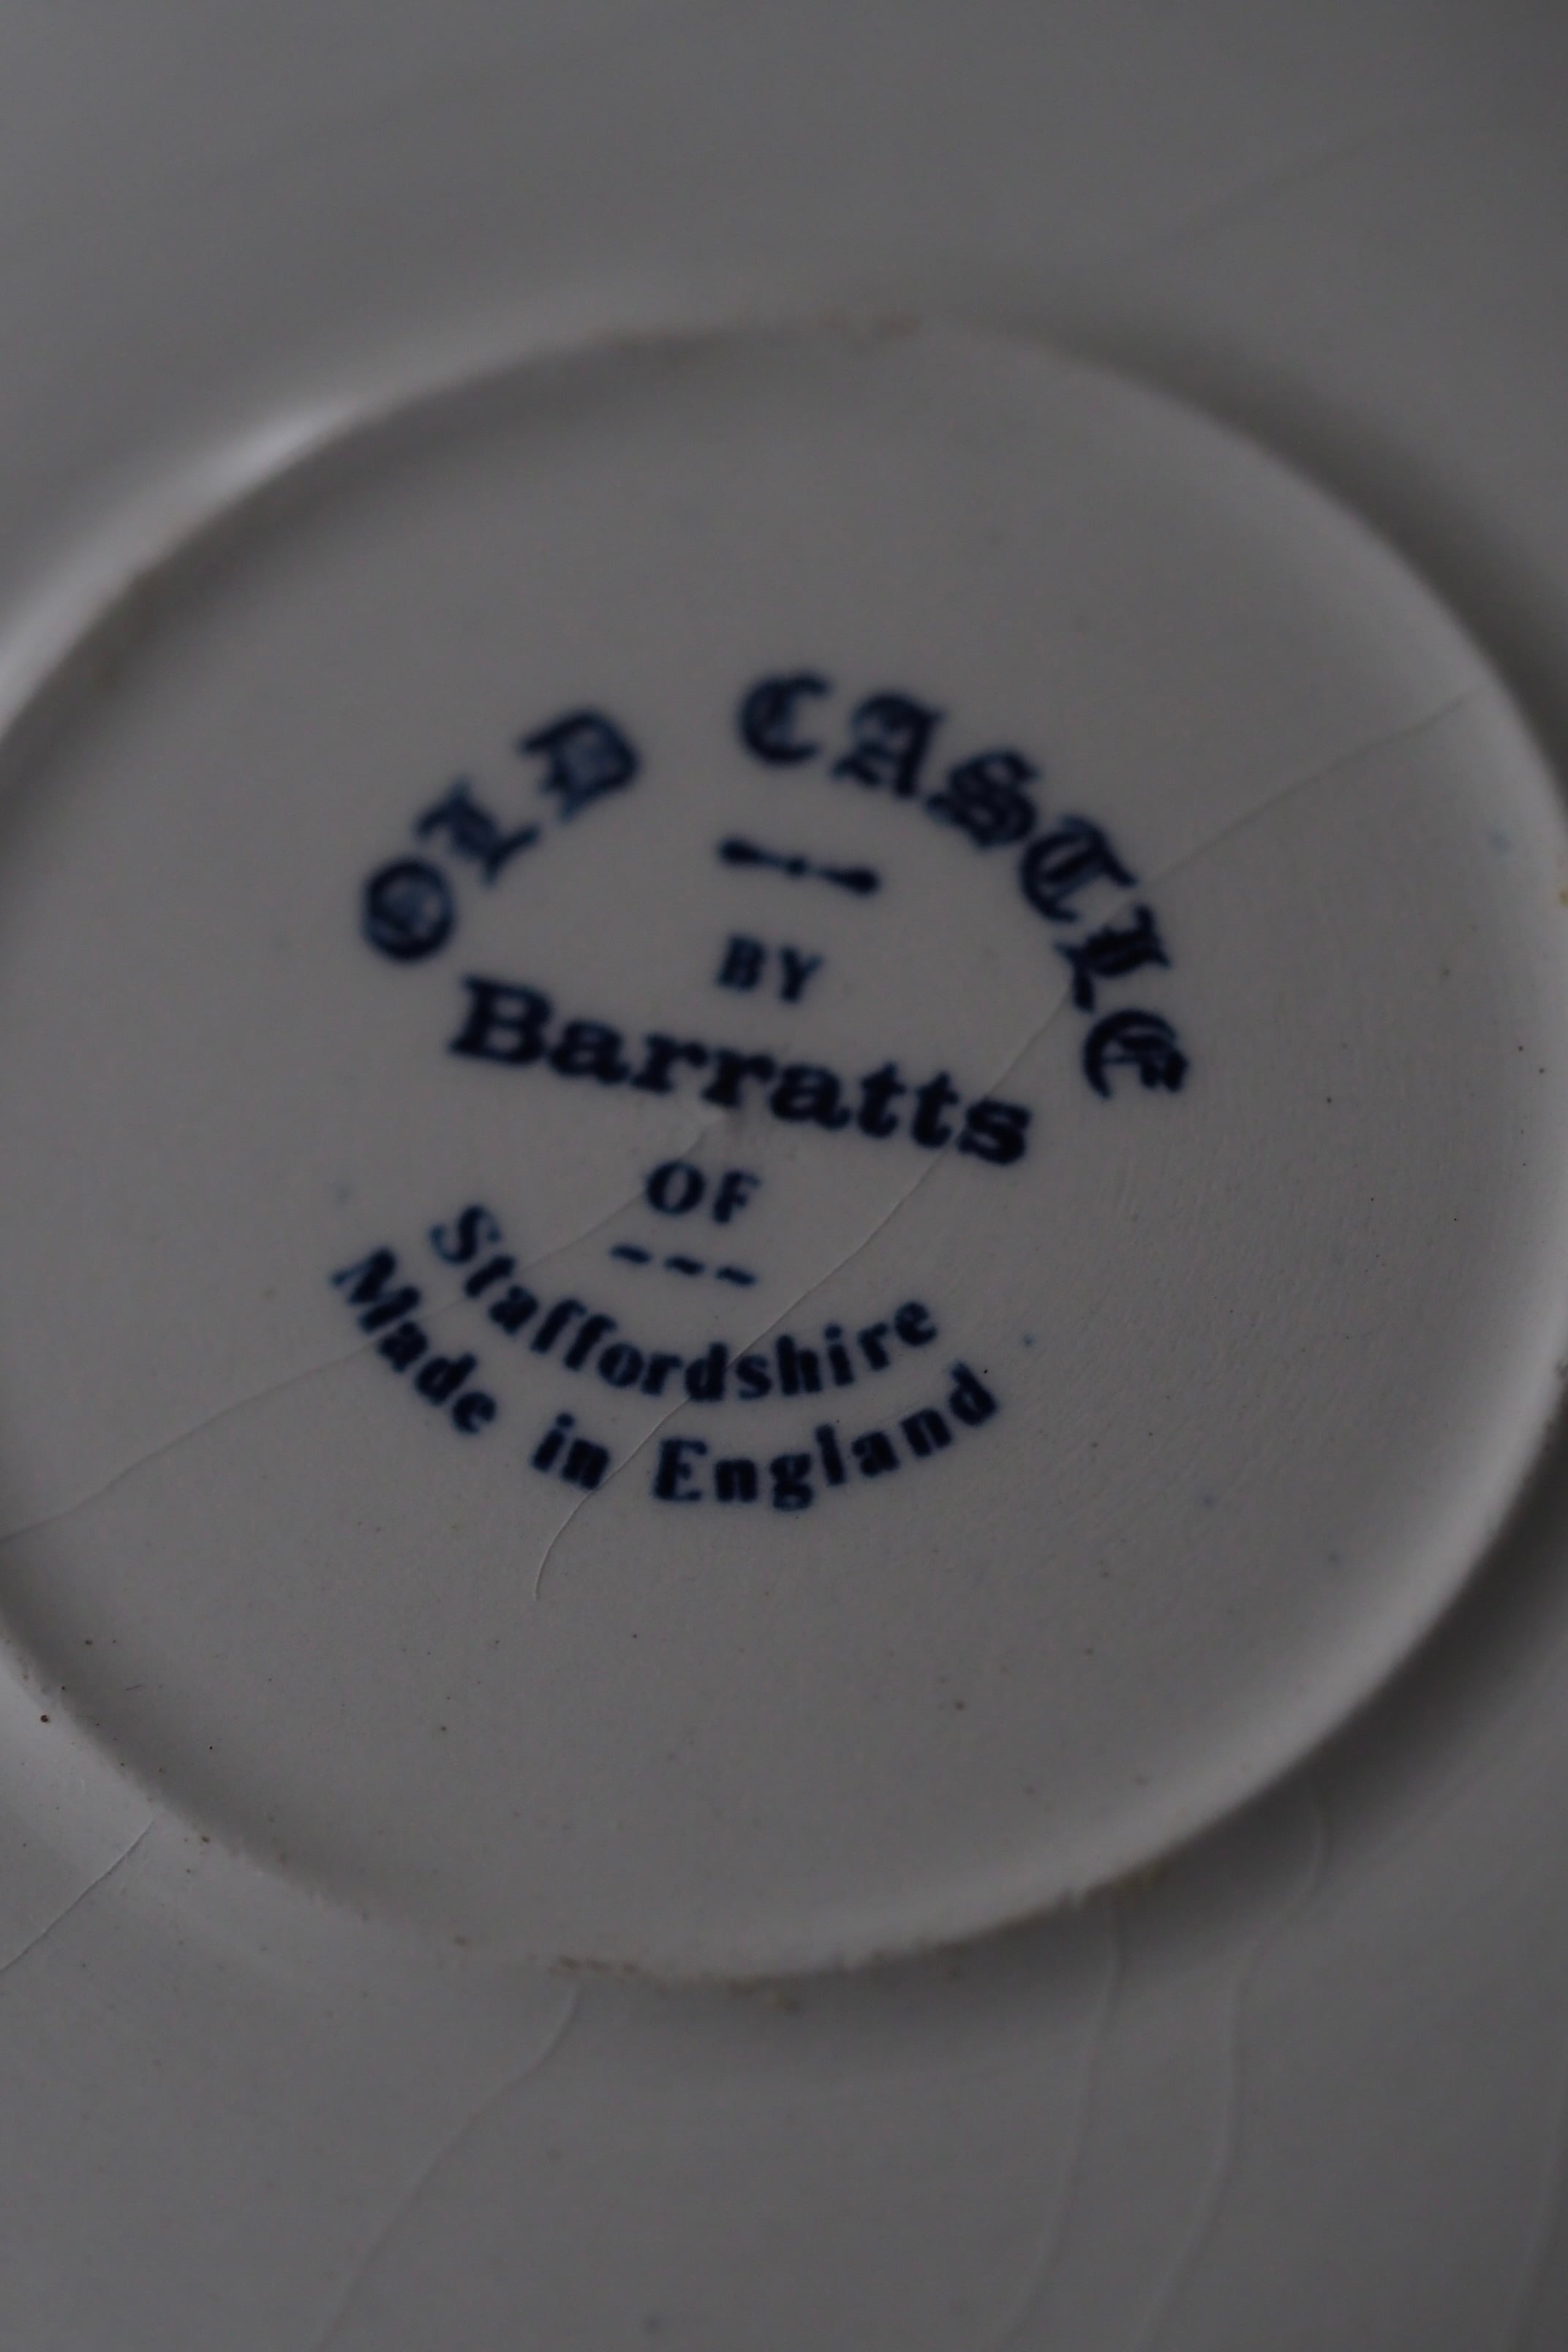 OLD CASTLE
BY
Barratts
OF
Staffordshire
Made in England